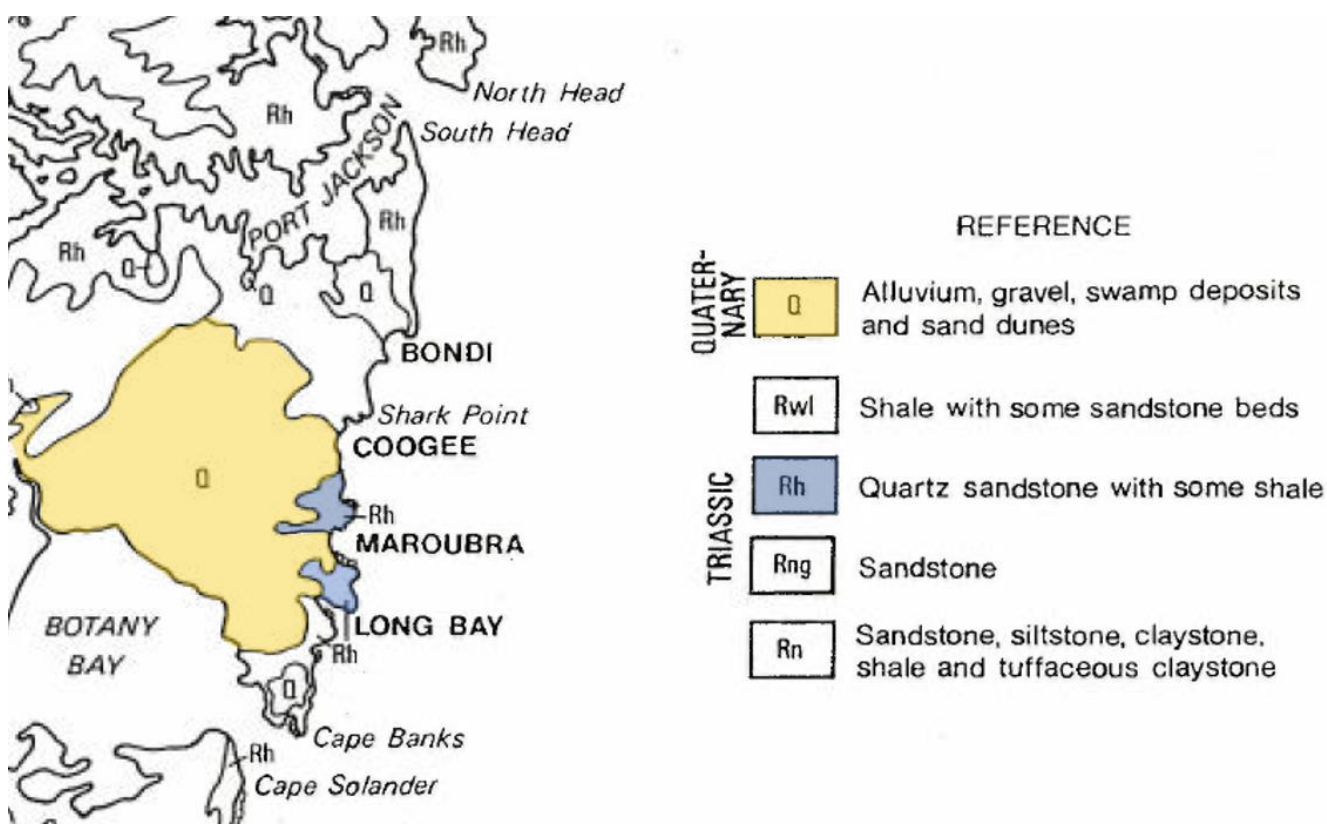 Rh
North Head
South Head
Rh
PORT JACKSON
Rh
Rh
Q
Q
Q
BONDI
Shark Point
COOGEE
Q
Rh
MAROUBRA
LONG BAY
BOTANY
BAY
Rh
Q
Cape Banks
Rh
Cape Solander
REFERENCE
QUATER-
NARY
Q
Alluvium, gravel, swamp deposits
and sand dunes
Rwl
Shale with some sandstone beds
TRIASSIC
Rh
Quartz sandstone with some shale
Rng
Sandstone
Rn
Sandstone, siltstone, claystone,
shale and tuffaceous claystone